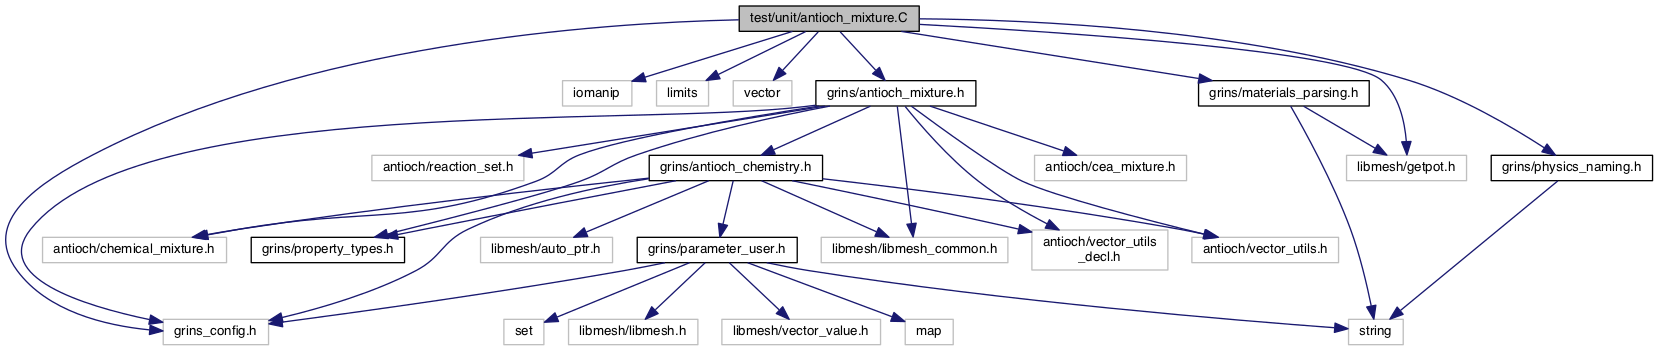 test/unit/antioch_mixture.C
iomanip
limits
vector
grins/antioch_mixture.h
grins/materials_parsing.h
antioch/reaction_set.h
grins/antioch_chemistry.h
antioch/cea_mixture.h
libmesh/getpot.h
grins/physics_naming.h
antioch/chemical_mixture.h
grins/property_types.h
libmesh/auto_ptr.h
grins/parameter_user.h
libmesh/libmesh_common.h
antioch/vector_utils
_decl.h
antioch/vector_utils.h
grins_config.h
set
libmesh/libmesh.h
libmesh/vector_value.h
map
string